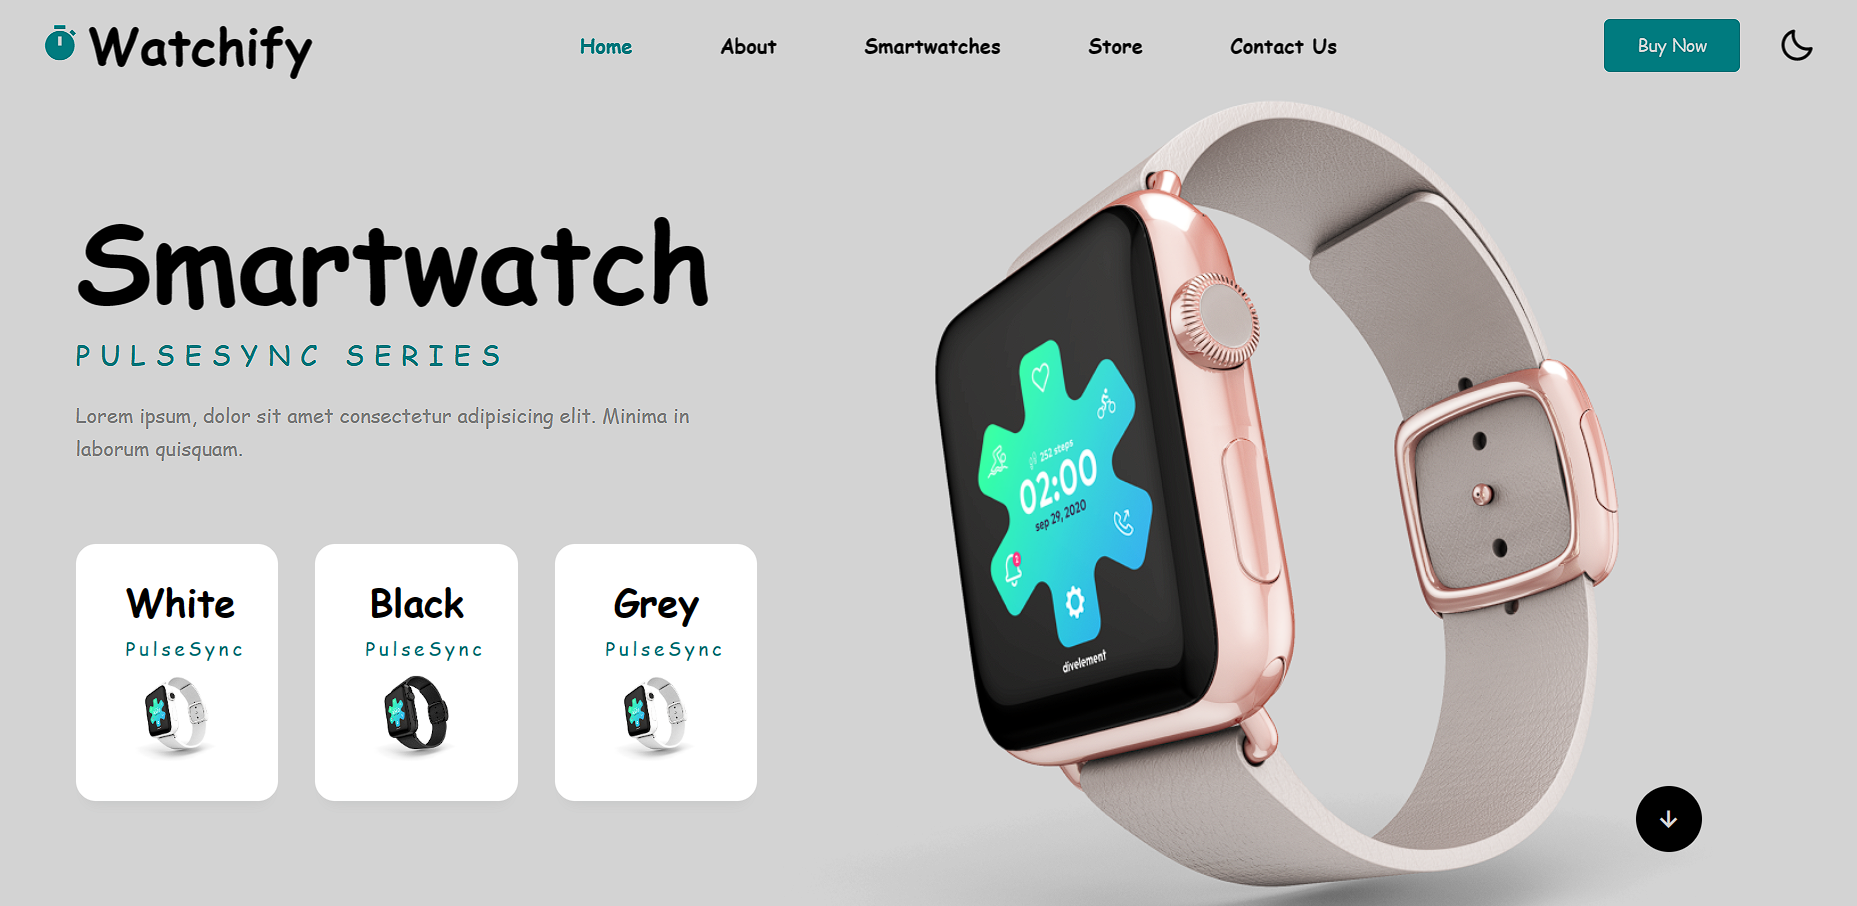 Watchify
Home About Smartwatches Store Contact Us
Buy Now
Smartwatch
PULSESYNC SERIES
Lorem ipsum, dolor sit amet consectetur adipisicing elit. Minima in
laborum quisquam.
White
PulseSync
Black
PulseSync
Grey
PulseSync
252 steps
02:00
sep 29, 2020
divelement